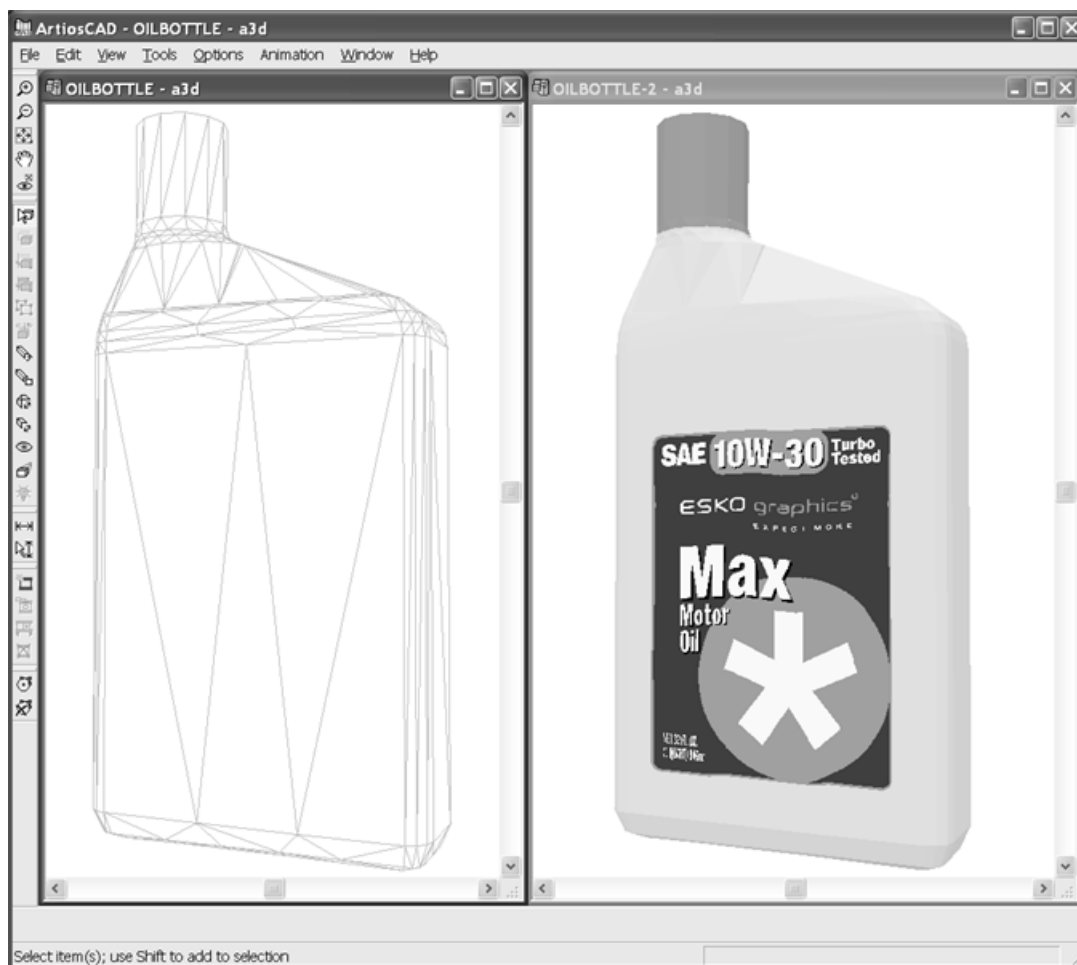 ArtiosCAD - OILBOTTLE - a3d
File Edit View Tools Options Animation Window Help
OILBOTTLE - a3d
OILBOTTLE-2 - a3d
SAE 10W-30 Turbo Tested
ESKO graphics
Max
Motor
Oil
Select item(s); use Shift to add to selection